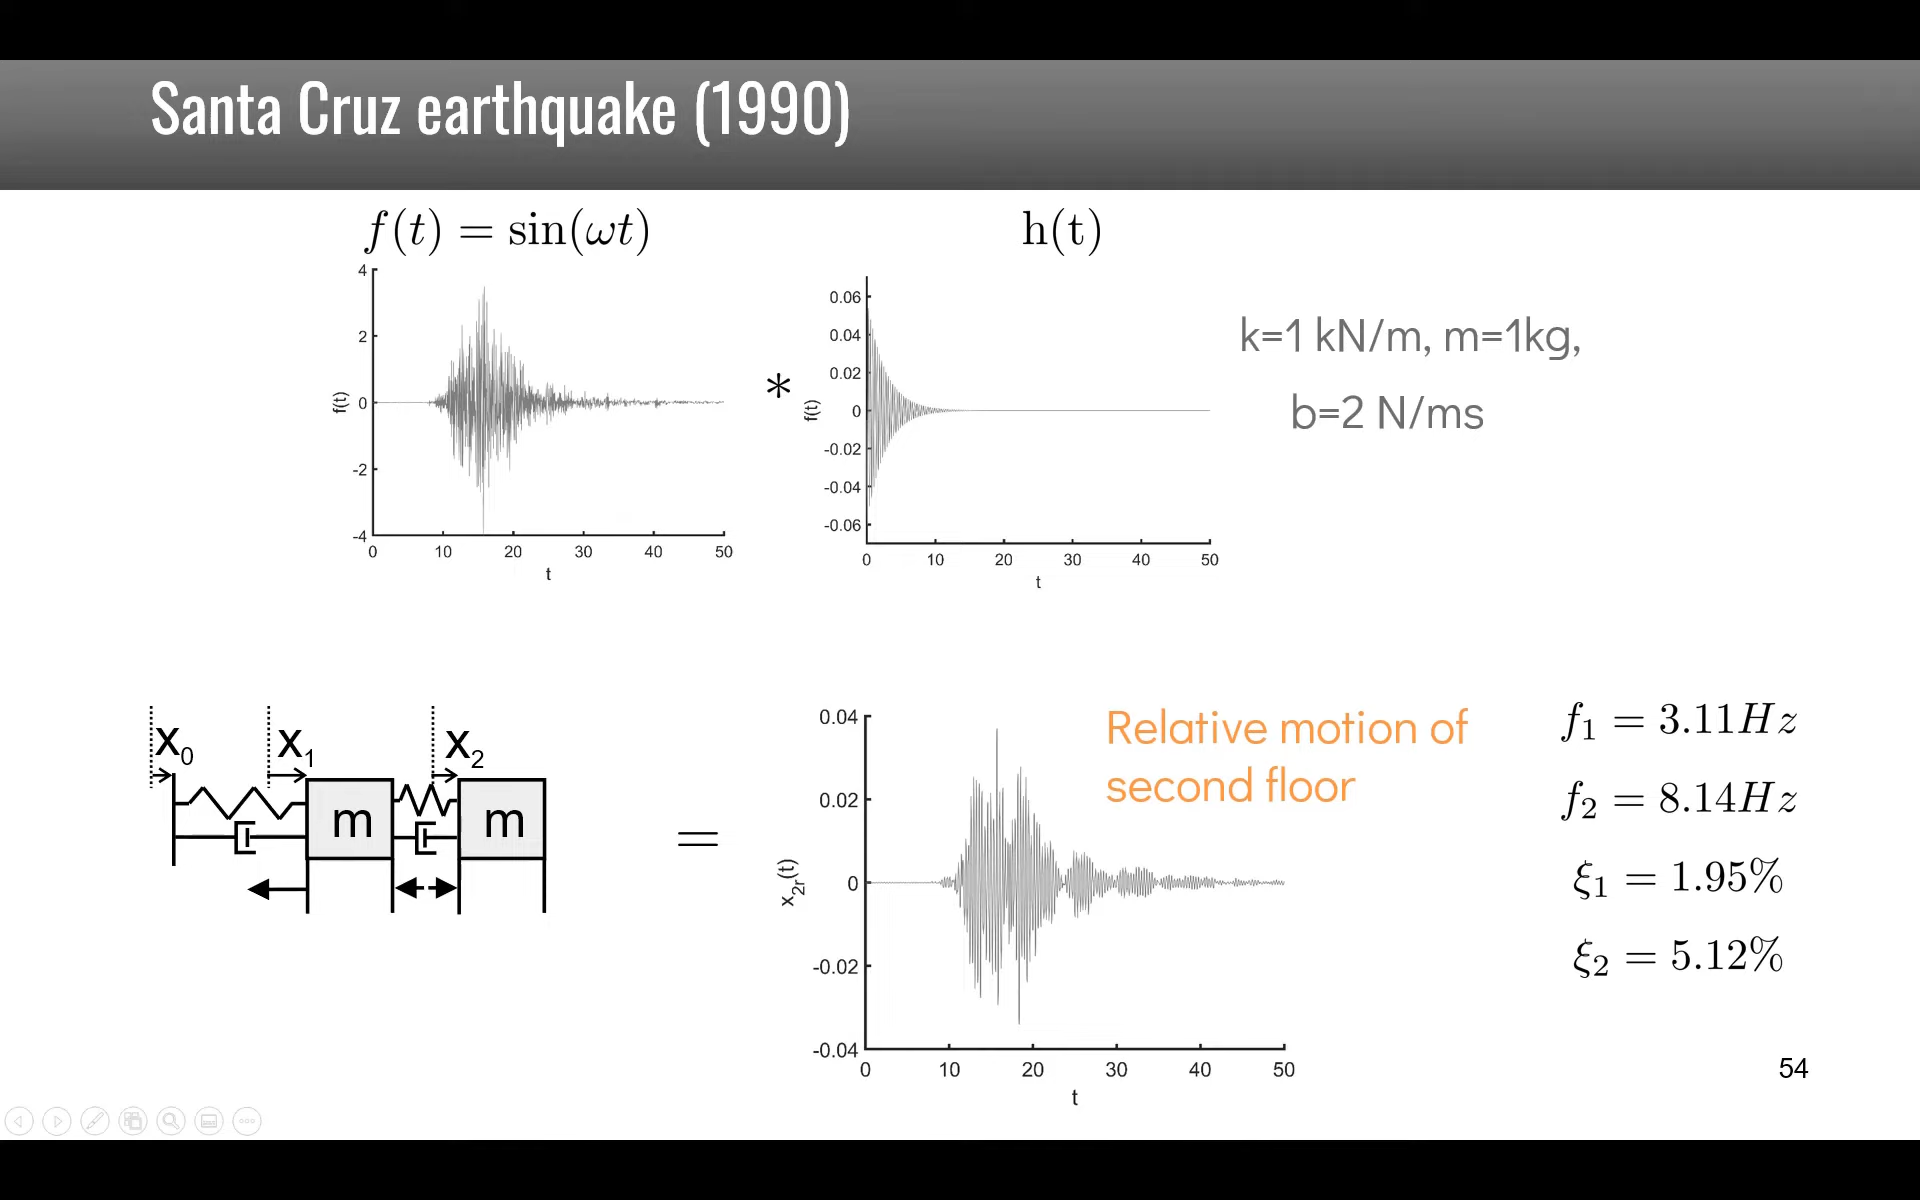 Santa Cruz earthquake (1990)
f(t) = sin(ωt)
h(t)
4
2
0
-2
-4
f(t)
0 10 20 30 40 50
t
*
0.06
0.04
0.02
0
-0.02
-0.04
-0.06
f(t)
0 10 20 30 40 50
t
k=1 kN/m, m=1kg,
b=2 N/ms
x₀ x₁ x₂
m m
=
0.04
0.02
0
-0.02
-0.04
x₂ᵣ(t)
0 10 20 30 40 50
t
Relative motion of
second floor
f₁ = 3.11Hz
f₂ = 8.14Hz
ξ₁ = 1.95%
ξ₂ = 5.12%
54